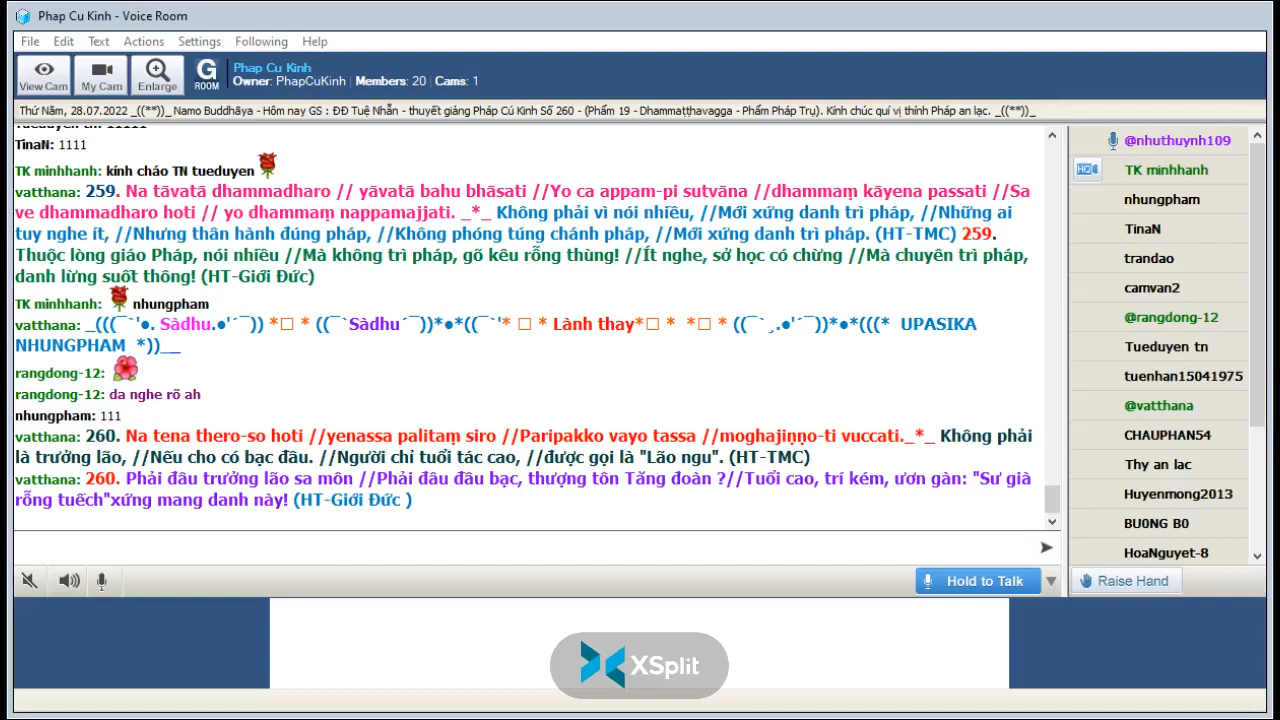 Phap Cu Kinh - Voice Room
File Edit Text Actions Settings Following Help
View Cam My Cam Enlarge G ROOM Phap Cu Kinh
Owner: PhapCuKinh | Members: 20 | Cams: 1
Thứ Năm, 28.07.2022 _((**))_ Namo Buddhāya - Hôm nay GS : ĐĐ Tuệ Nhẫn - thuyết giảng Pháp Cú Kinh Số 260 - (Phẩm 19 - Dhammaṭṭhavagga - Phẩm Pháp Trụ). Kính chúc quí vị thính Pháp an lạc. _((**))_
TinaN: 1111
TK minhhanh: kính cháo TN tueduyen
vatthana: 259. Na tāvatā dhammadharo // yāvatā bahu bhāsati //Yo ca appam-pi sutvāna //dhammaṃ kāyena passati //Sa
ve dhammadharo hoti // yo dhammaṃ nappamajjati. _*_ Không phải vì nói nhiều, //Mới xứng danh trì pháp, //Những ai
tuy nghe ít, //Nhưng thân hành đúng pháp, //Không phóng túng chánh pháp, //Mới xứng danh trì pháp. (HT-TMC) 259.
Thuộc lòng giáo Pháp, nói nhiều //Mà không trì pháp, gõ kêu rỗng thùng! //Ít nghe, sở học có chừng //Mà chuyên trì pháp,
danh lừng suốt thông! (HT-Giới Đức)
TK minhhanh: nhungpham
vatthana: _(((¯`'●. Sàdhu.●'´¯)) *□ * ((¯`Sàdhu´¯))*●*((¯`'* □ * Lành thay*□ * *□ * ((¯`¸.●'´¯))*●*(((* UPASIKA
NHUNGPHAM *))__
rangdong-12:
rangdong-12: da nghe rõ ah
nhungpham: 111
vatthana: 260. Na tena thero-so hoti //yenassa palitaṃ siro //Paripakko vayo tassa //moghajiṇṇo-ti vuccati._*_ Không phải
là trưởng lão, //Nếu cho có bạc đầu. //Người chỉ tuổi tác cao, //được gọi là "Lão ngu". (HT-TMC)
vatthana: 260. Phải đâu trưởng lão sa môn //Phải đâu đầu bạc, thượng tôn Tăng đoàn ?//Tuổi cao, trí kém, ươn gàn: "Sư già
rỗng tuếch"xứng mang danh này! (HT-Giới Đức )
Hold to Talk
@nhuthuynh109
HQ TK minhhanh
nhungpham
TinaN
trandao
camvan2
@rangdong-12
Tueduyen tn
tuenhan15041975
@vatthana
CHAUPHAN54
Thy an lac
Huyenmong2013
BU0NG B0
HoaNguyet-8
Raise Hand
XSplit